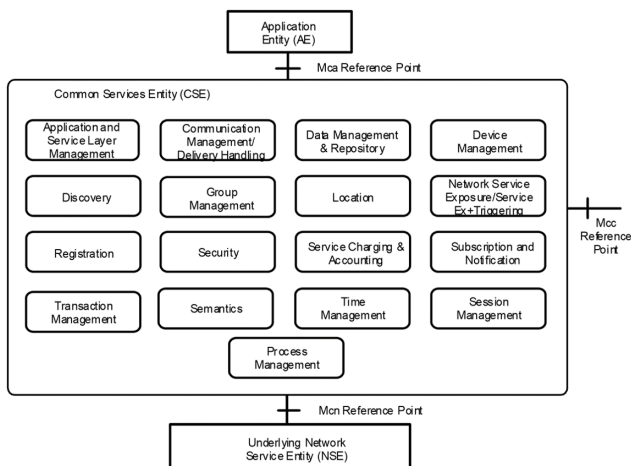 Application
Entity (AE)
Mca Reference Point
Common Services Entity (CSE)
Application and
Service Layer
Management
Communication
Management/
Delivery Handling
Data Management
& Repository
Device
Management
Discovery
Group
Management
Location
Network Service
Exposure/Service
Ex+Triggering
Mcc
Reference
Point
Registration
Security
Service Charging &
Accounting
Subscription and
Notification
Transaction
Management
Semantics
Time
Management
Session
Management
Process
Management
Mcn Reference Point
Underlying Network
Service Entity (NSE)